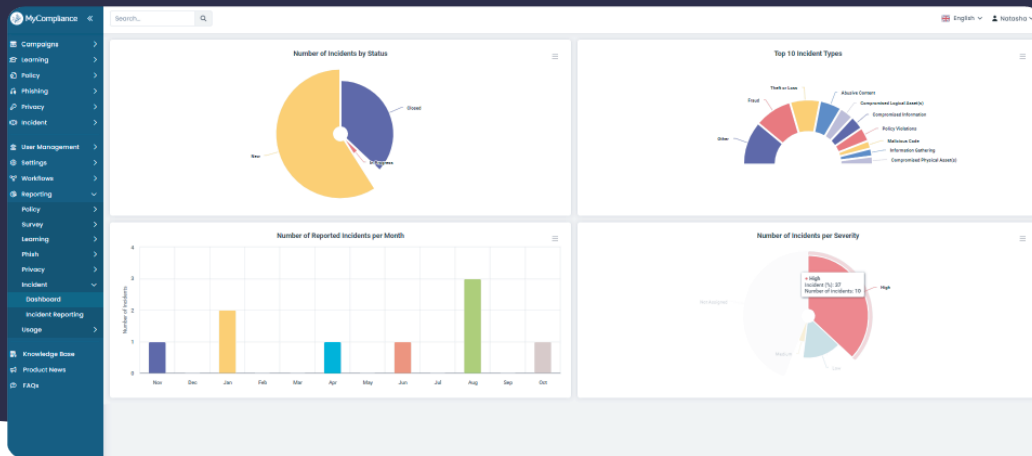 MyCompliance «
Search...
English
Natasha
Campaigns
Learning
Policy
Phishing
Privacy
Incident
User Management
Settings
Workflows
Reporting
Policy
Survey
Learning
Phish
Privacy
Incident
Dashboard
Incident Reporting
Usage
Knowledge Base
Product News
FAQs
Number of Incidents by Status
Closed
In Progress
New
Top 10 Incident Types
Theft or Loss
Abusive Content
Fraud
Compromised Logical Asset(s)
Compromised Information
Other
Policy Violations
Malicious Code
Information Gathering
Compromised Physical Asset(s)
Number of Reported Incidents per Month
Number of Incidents
4
3
2
1
0
Nov Dec Jan Feb Mar Apr May Jun Jul Aug Sep Oct
Number of Incidents per Severity
Not Assigned
• High
Incident (%): 37
Number of Incidents: 10
High
Medium
Low